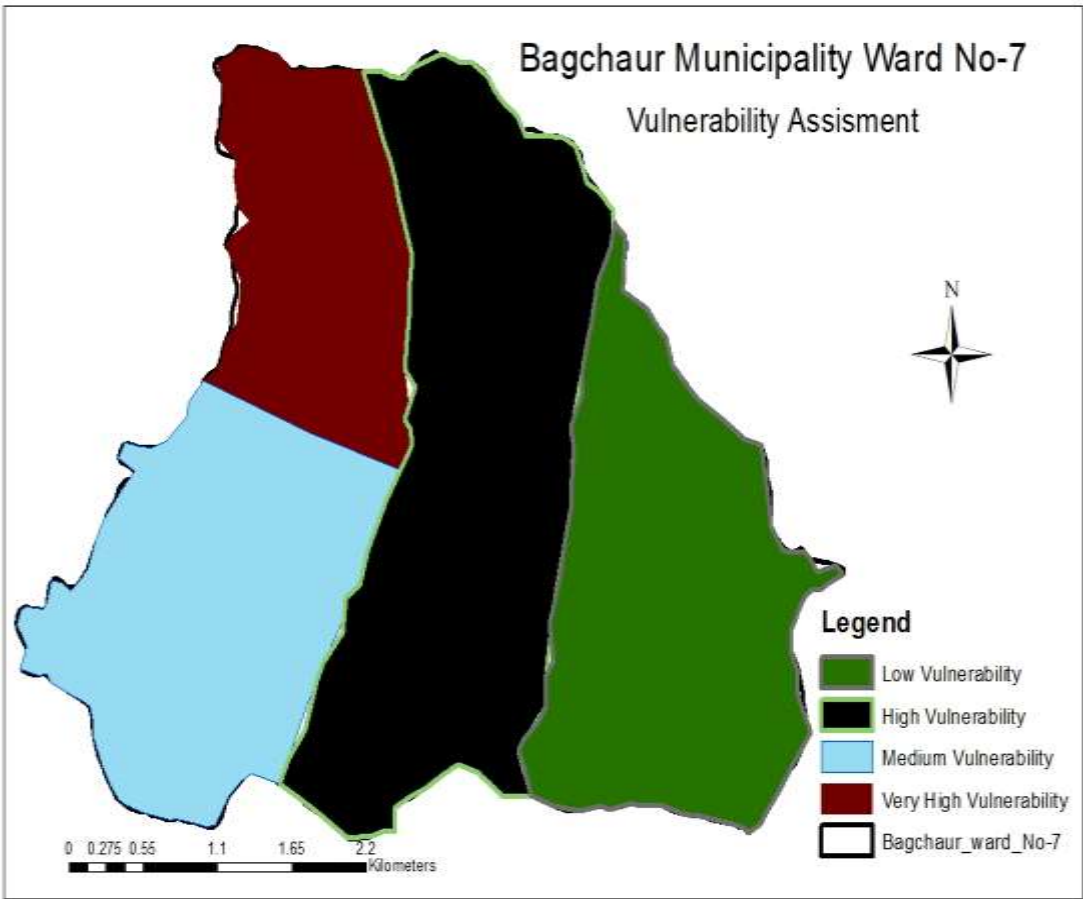 Bagchaur Municipality Ward No-7
Vulnerability Assisment
N
Legend
Low Vulnerability
High Vulnerability
Medium Vulnerability
Very High Vulnerability
Bagchaur_ward_No-7
0 0.275 0.55 1.1 1.65 2.2
Kilometers